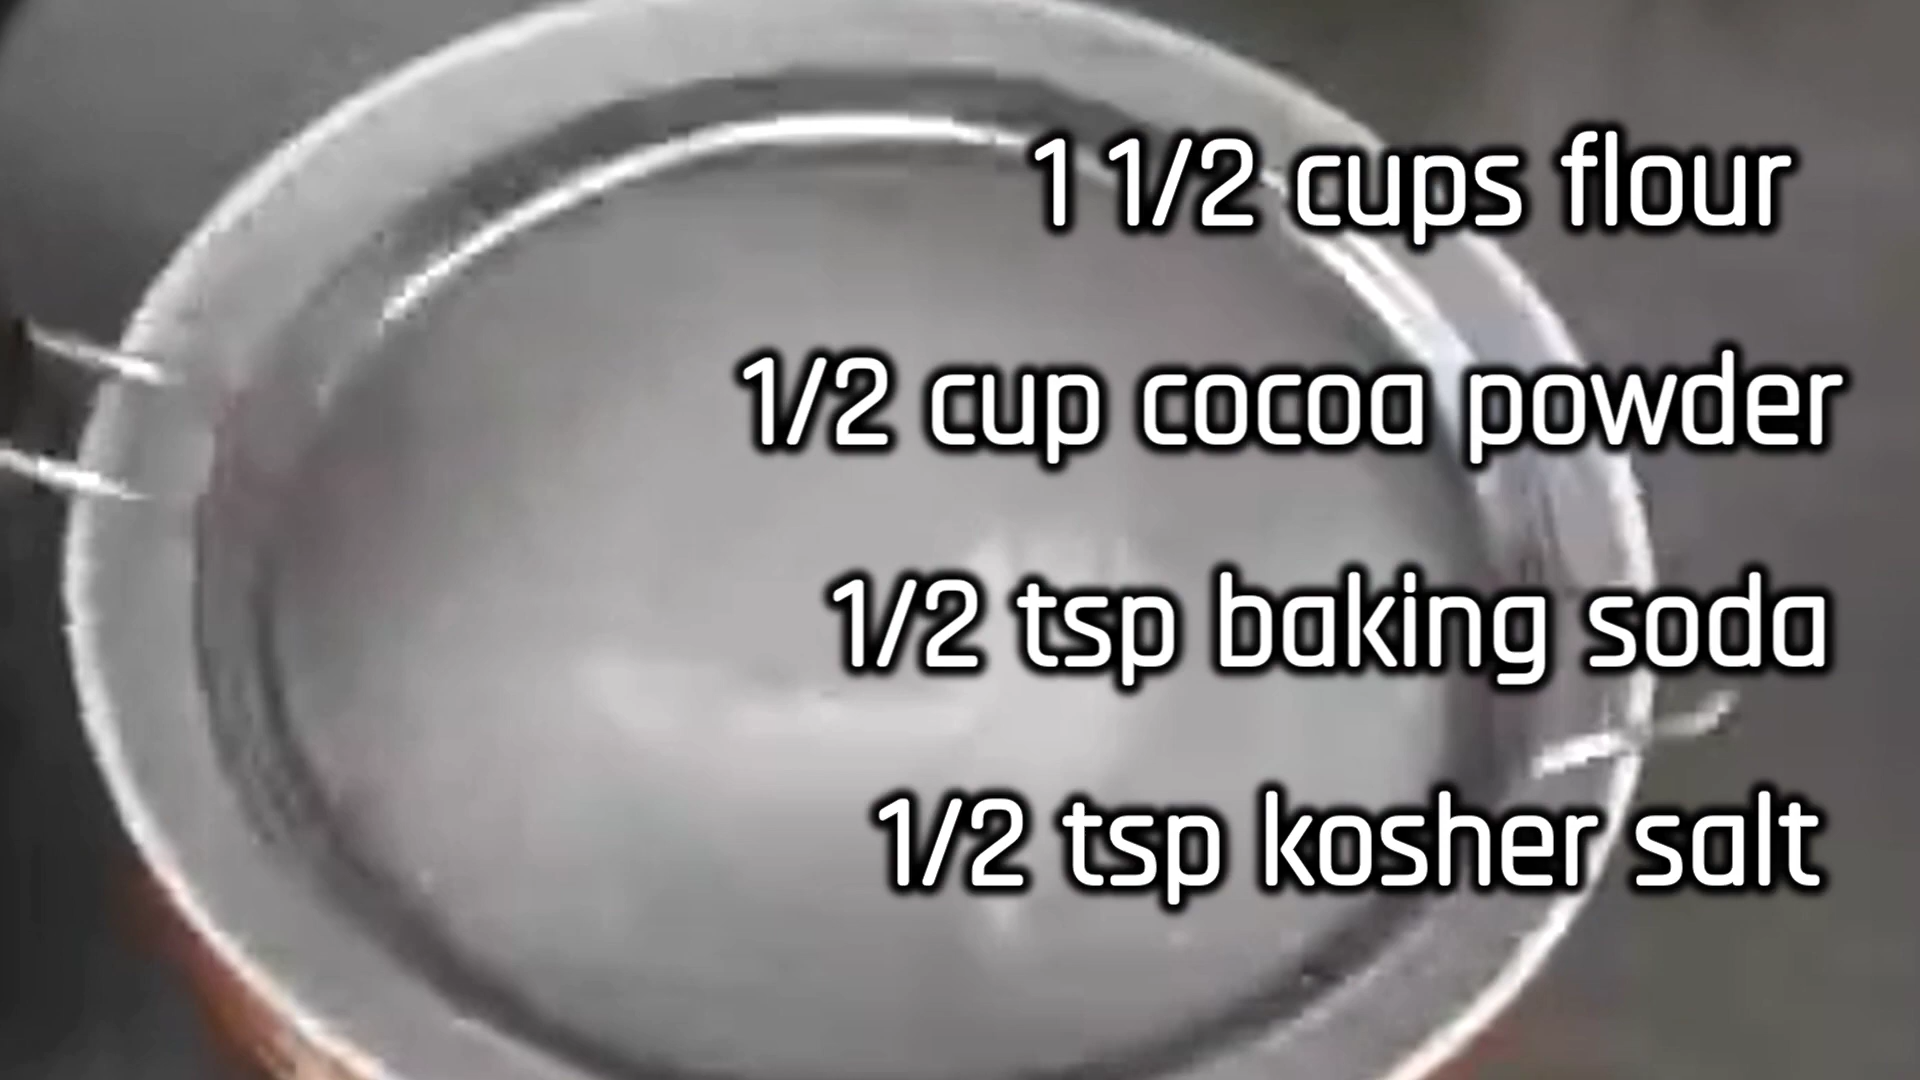 1 1/2 cups flour
1/2 cup cocoa powder
1/2 tsp baking soda
1/2 tsp kosher salt